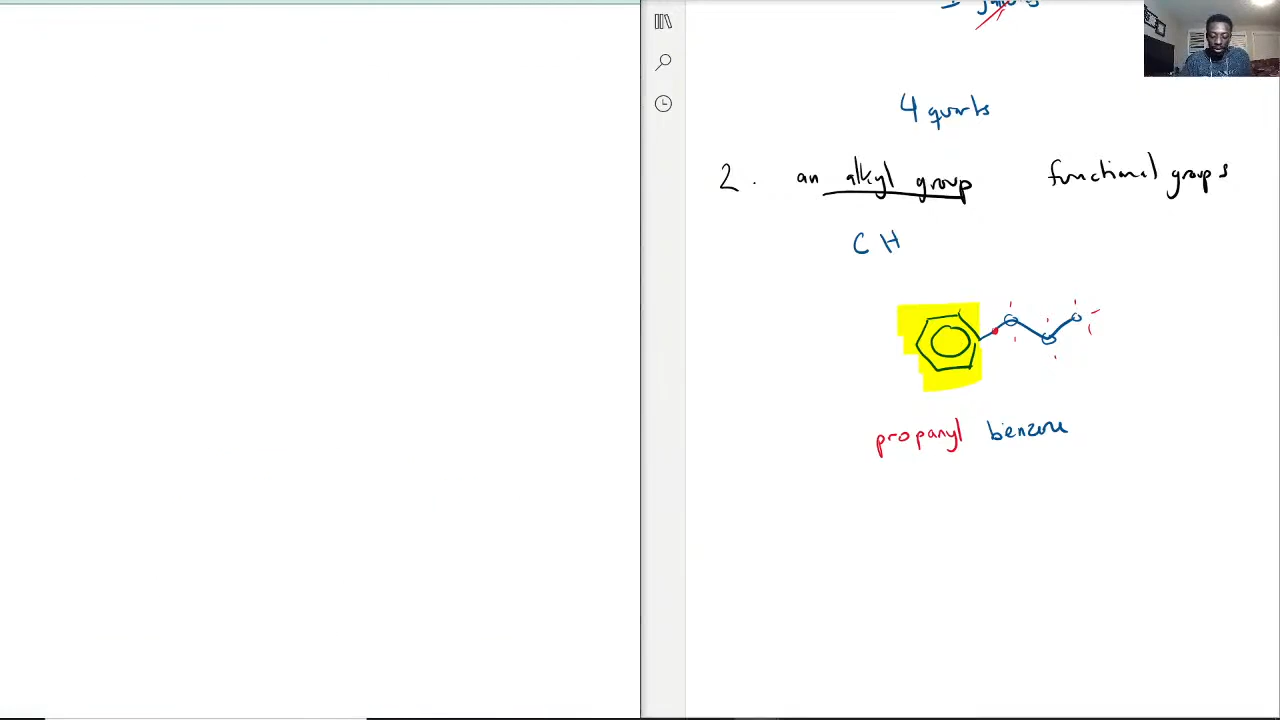 4 quarts
2. an alkyl group functional groups
C H
propanyl benzene